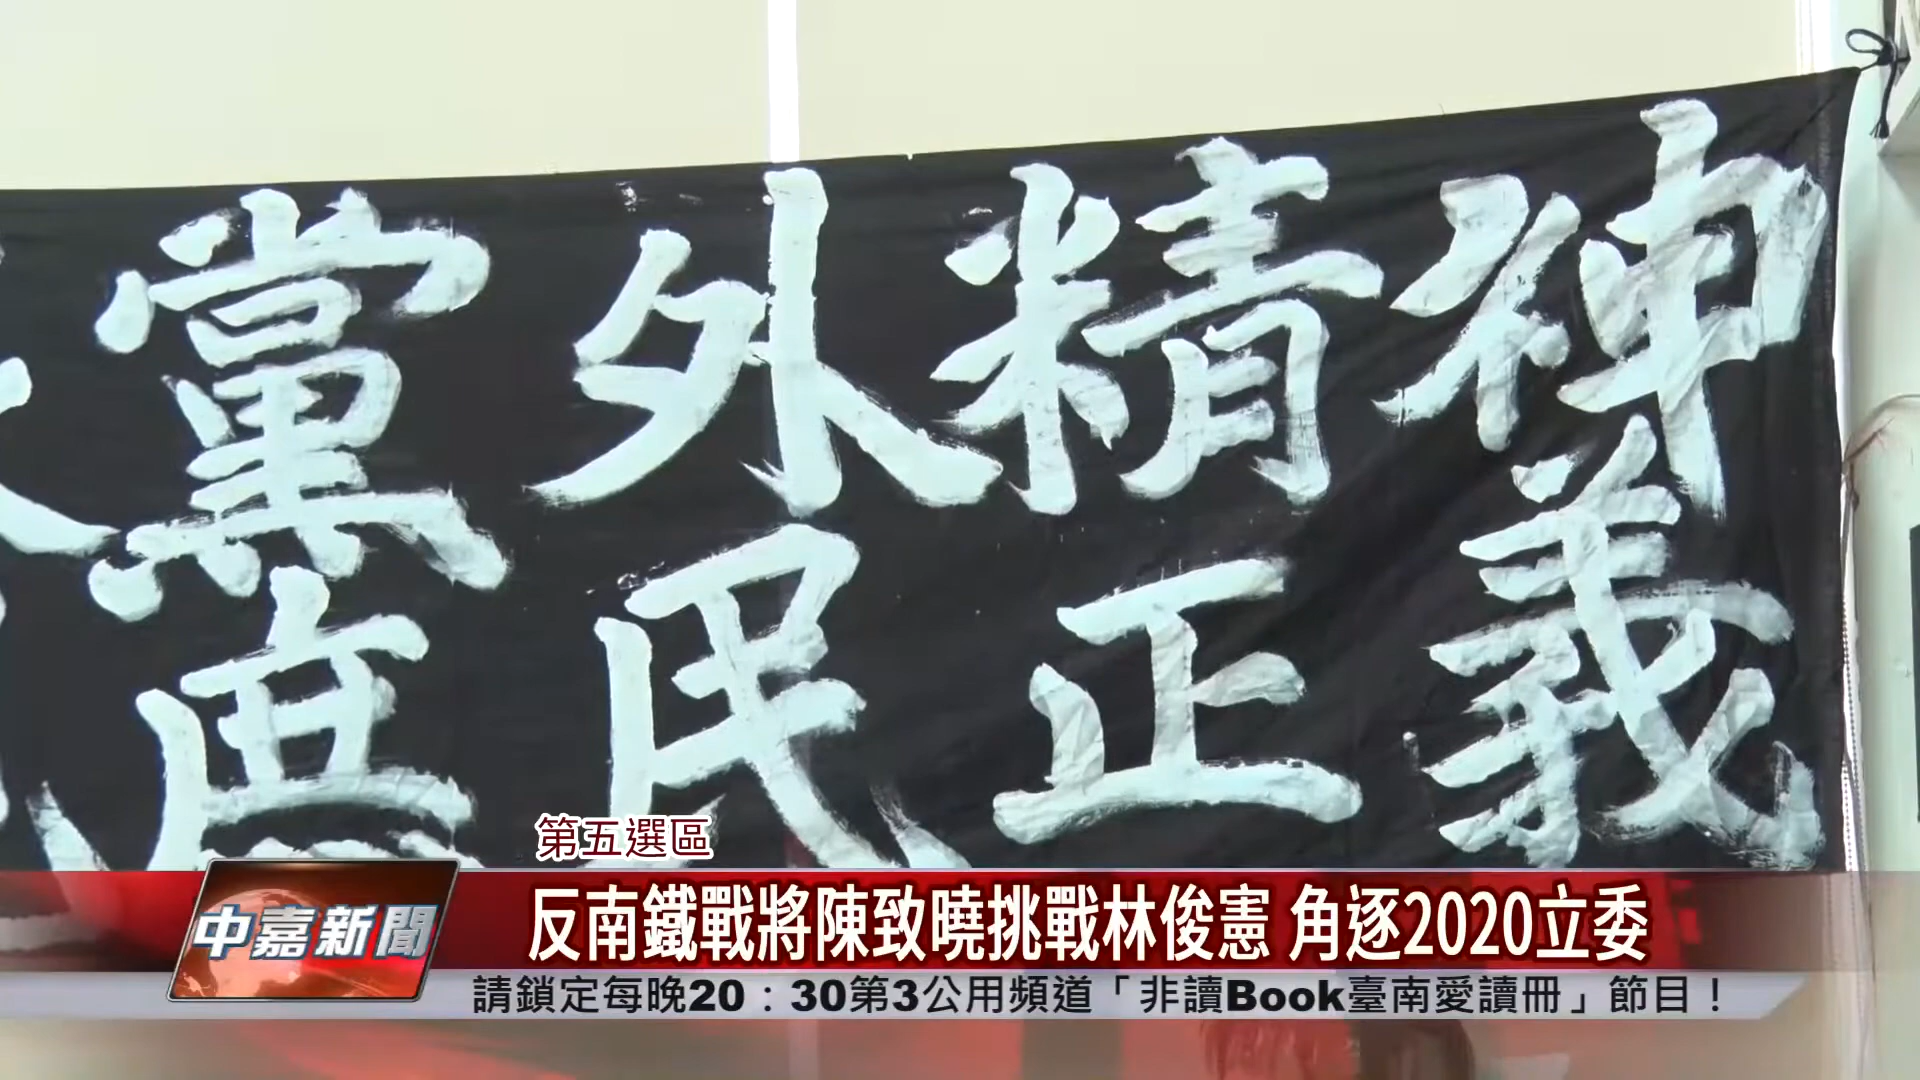 黨外精神
民正義
第五選區
中嘉新聞
反南鐵戰將陳致曉挑戰林俊憲 角逐2020立委
請鎖定每晚20：30第3公用頻道「非讀Book臺南愛讀冊」節目！